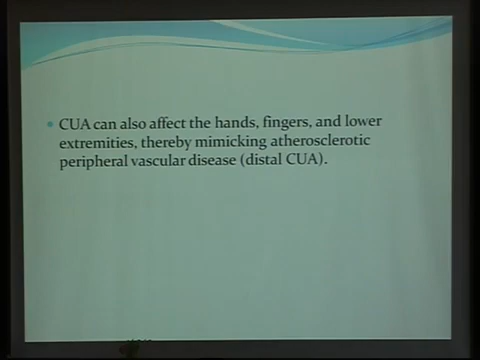 CUA can also affect the hands, fingers, and lower
extremities, thereby mimicking atherosclerotic
peripheral vascular disease (distal CUA).